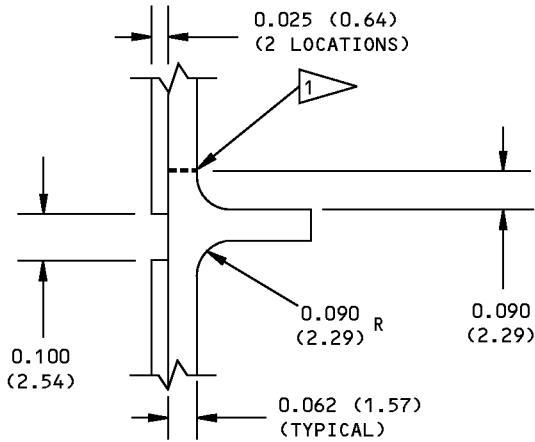 0.025 (0.64)
(2 LOCATIONS)
1
0.090 R
(2.29)
0.090
(2.29)
0.100
(2.54)
0.062 (1.57)
(TYPICAL)